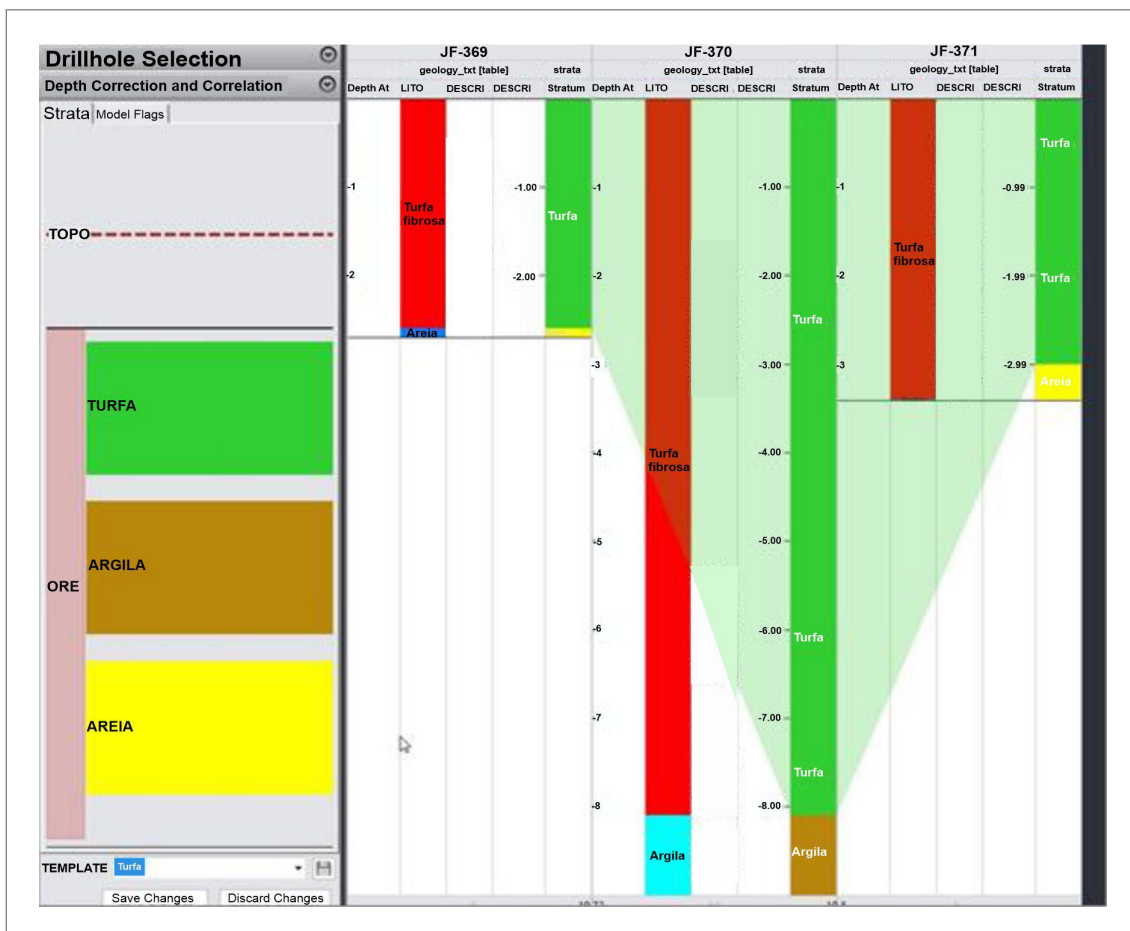 Drillhole Selection
Depth Correction and Correlation
Strata Model Flags
TOPO
TURFA
ARGILA
ORE
AREIA
TEMPLATE Turfa
Save Changes Discard Changes
JF-369 JF-370 JF-371
geology_txt [table] strata geology_txt [table] strata geology_txt [table] strata
Depth At LITO DESCRI DESCRI Stratum Depth At LITO DESCRI DESCRI Stratum Depth At LITO DESCRI DESCRI Stratum
Turfa
-1 -1.00 -1 -1.00 -1 -0.99
Turfa Turfa
fibrosa
Turfa
fibrosa
-2 -2.00 -2 -2.00 -2 -1.99 Turfa
Turfa
Areia
-3 -3.00 -3 -2.99
Areia
-4 -4.00
Turfa
fibrosa
-5 -5.00
-6 -6.00 Turfa
-7 -7.00
Turfa
-8 -8.00
Argila Argila